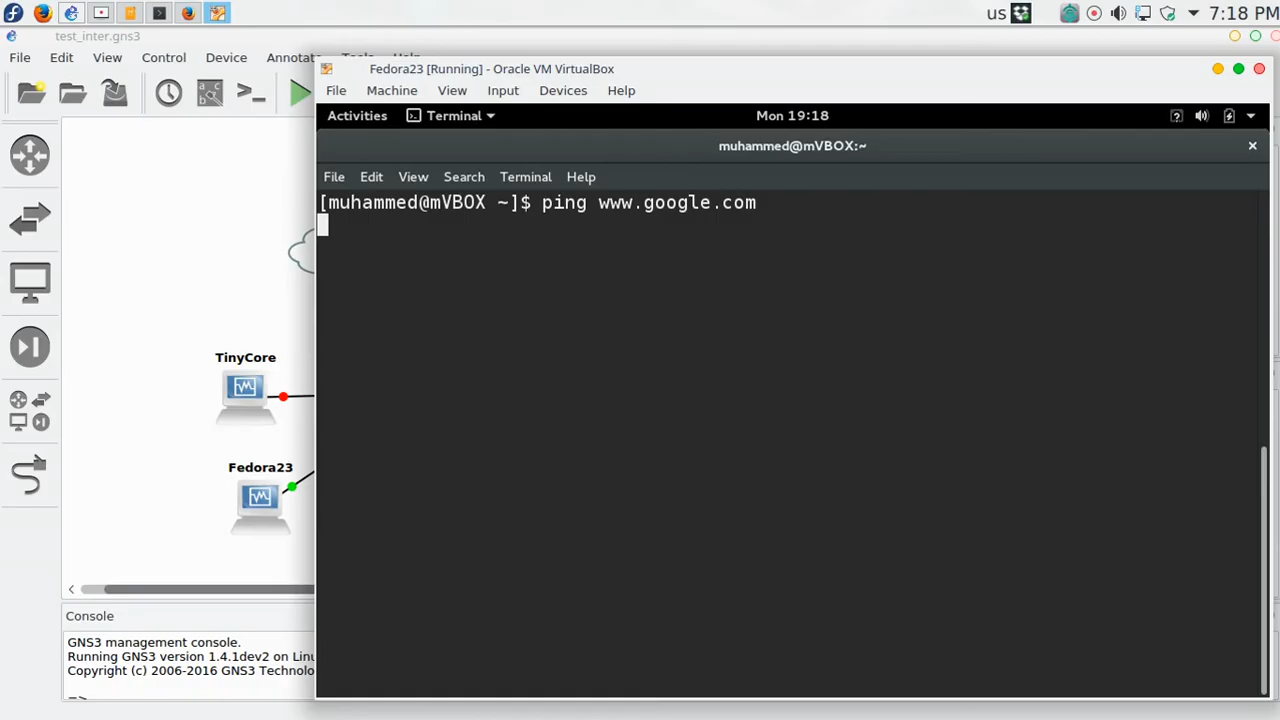 us
7:18 PM
test_inter.gns3
File Edit View Control Device Annotat
Fedora23 [Running] - Oracle VM VirtualBox
File Machine View Input Devices Help
Activities Terminal Mon 19:18
muhammed@mVBOX:~
File Edit View Search Terminal Help
[muhammed@mVBOX ~]$ ping www.google.com
TinyCore
Fedora23
Console
GNS3 management console.
Running GNS3 version 1.4.1dev2 on Linu
Copyright (c) 2006-2016 GNS3 Technolo
=>